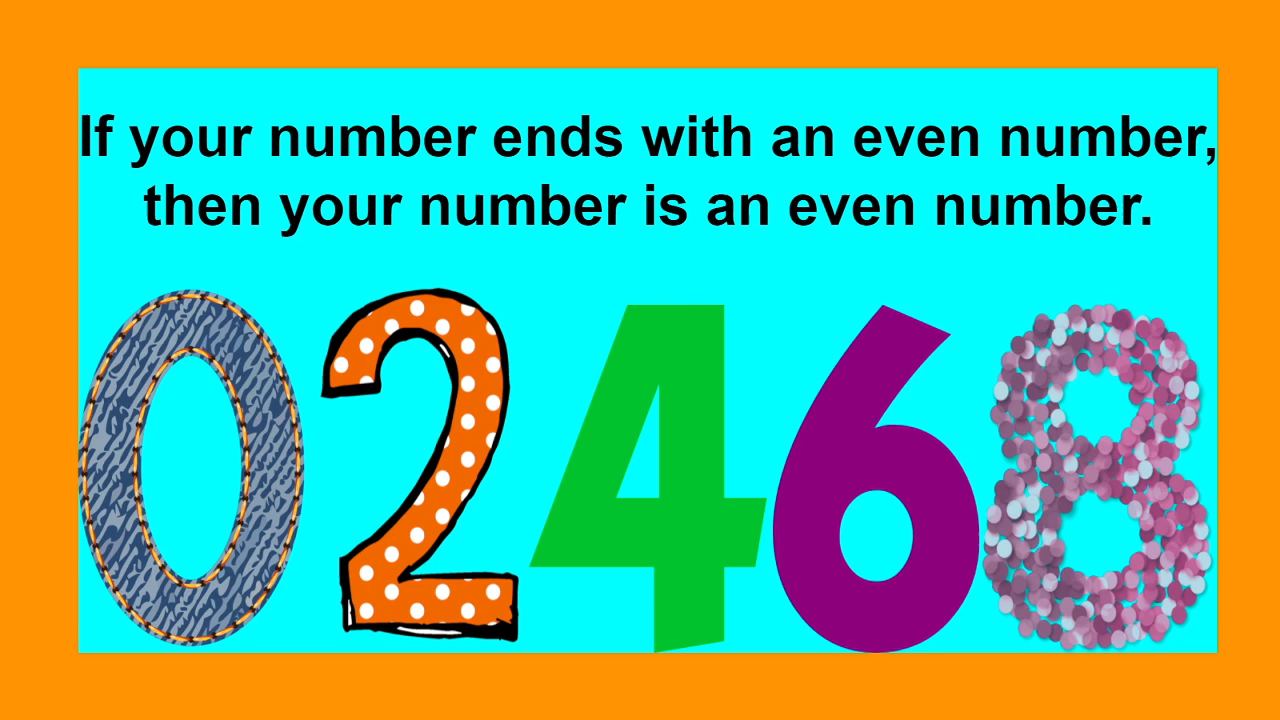 If your number ends with an even number,
then your number is an even number.
0 2 4 6 8